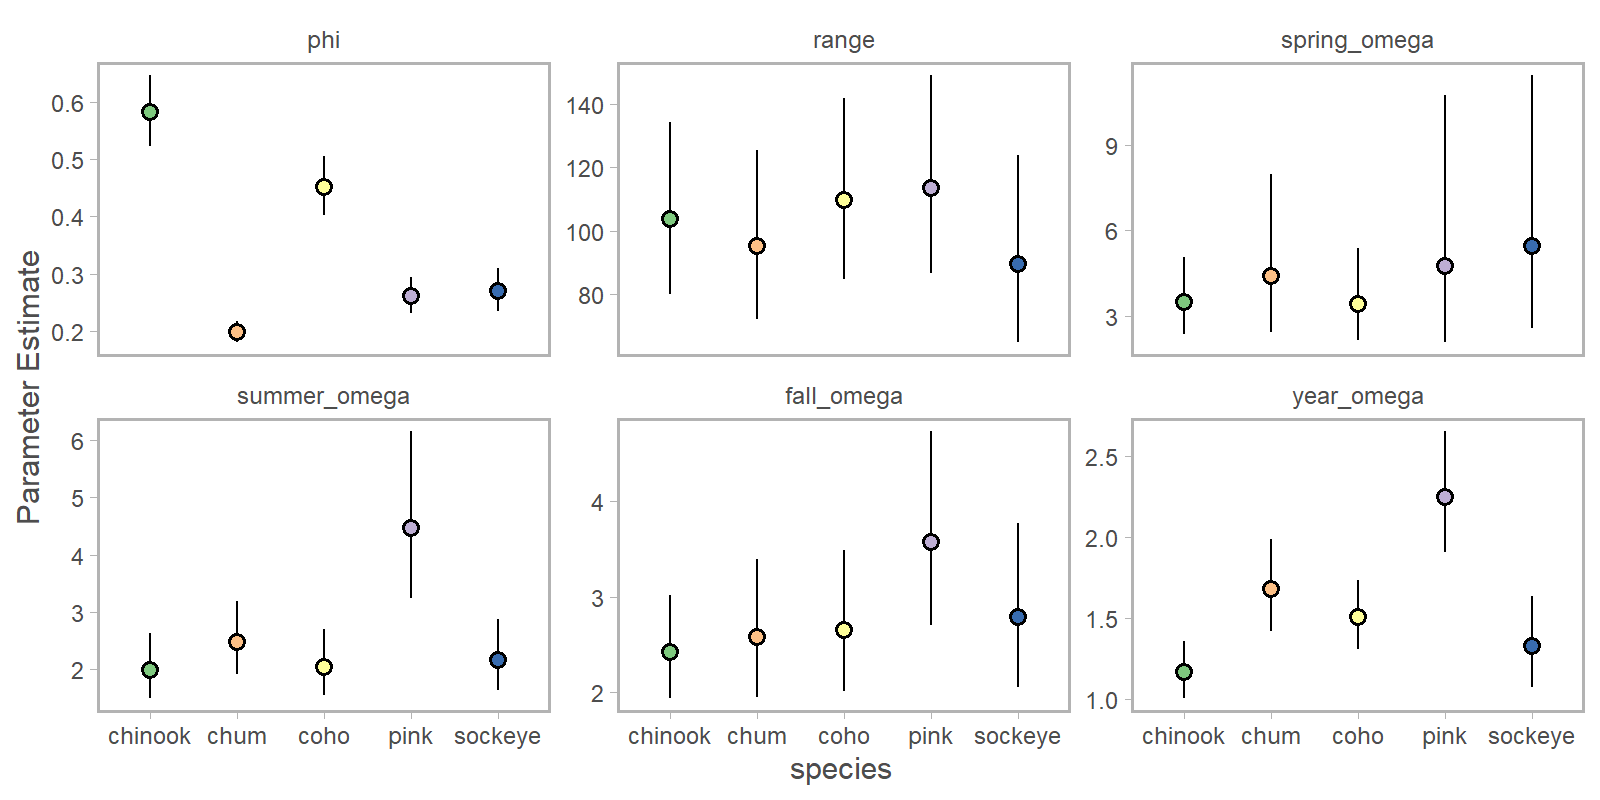 phi
range
spring_omega
0.6
0.5
0.4
0.3
0.2
140
120
100
80
9
6
3
Parameter Estimate
summer_omega
fall_omega
year_omega
6
5
4
3
2
4
3
2
2.5
2.0
1.5
1.0
chinook chum coho pink sockeye
chinook chum coho pink sockeye
chinook chum coho pink sockeye
species